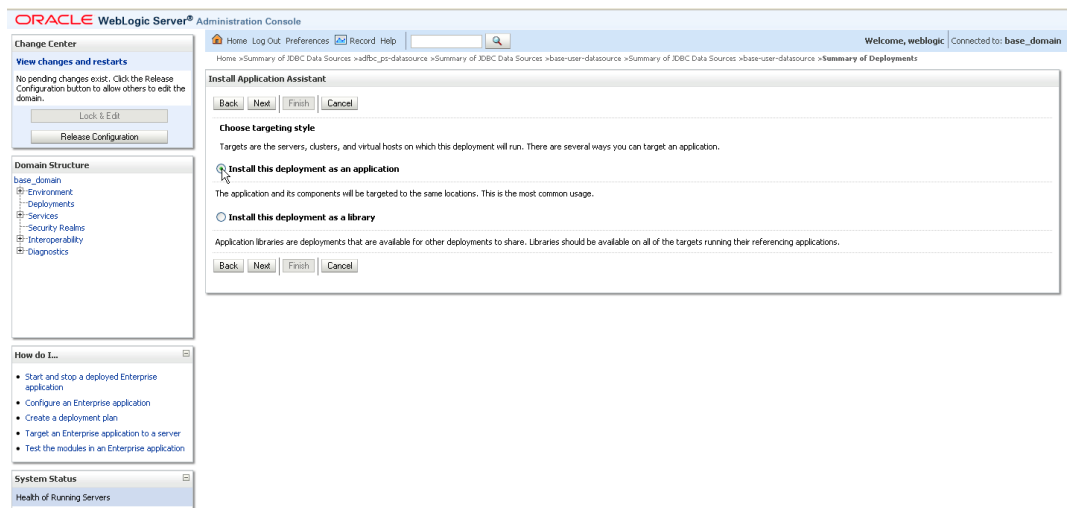 ORACLE WebLogic Server® Administration Console
Change Center
View changes and restarts
No pending changes exist. Click the Release
Configuration button to allow others to edit the
domain.
Lock & Edit
Release Configuration
Domain Structure
base_domain
Environment
Deployments
Services
Security Realms
Interoperability
Diagnostics
How do I...
Start and stop a deployed Enterprise
application
Configure an Enterprise application
Create a deployment plan
Target an Enterprise application to a server
Test the modules in an Enterprise application
System Status
Health of Running Servers
Home Log Out Preferences Record Help
Welcome, weblogic Connected to: base_domain
Home >Summary of JDBC Data Sources >adfbc_ps-datasource >Summary of JDBC Data Sources >base-user-datasource >Summary of JDBC Data Sources >base-user-datasource >Summary of Deployments
Install Application Assistant
Back Next Finish Cancel
Choose targeting style
Targets are the servers, clusters, and virtual hosts on which this deployment will run. There are several ways you can target an application.
Install this deployment as an application
The application and its components will be targeted to the same locations. This is the most common usage.
Install this deployment as a library
Application libraries are deployments that are available for other deployments to share. Libraries should be available on all of the targets running their referencing applications.
Back Next Finish Cancel